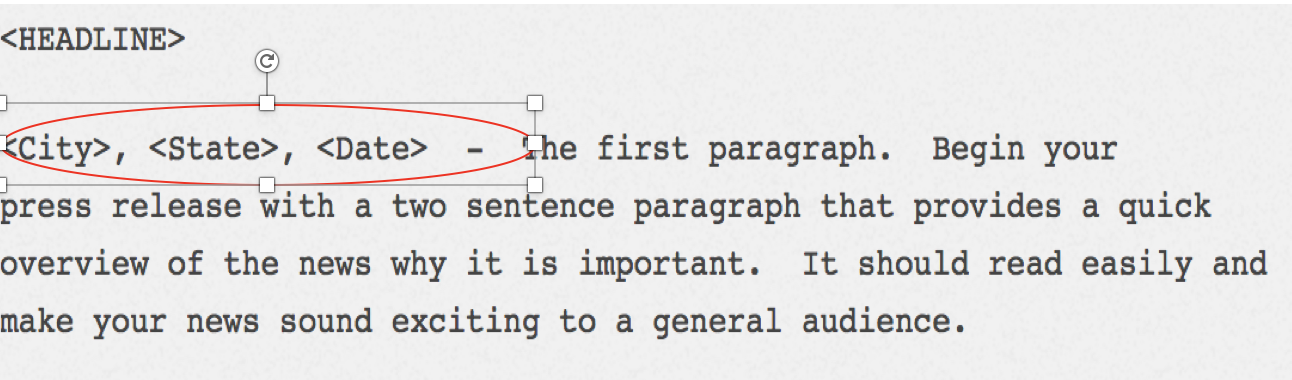 <HEADLINE>
<City>, <State>, <Date> – The first paragraph. Begin your
press release with a two sentence paragraph that provides a quick
overview of the news why it is important. It should read easily and
make your news sound exciting to a general audience.